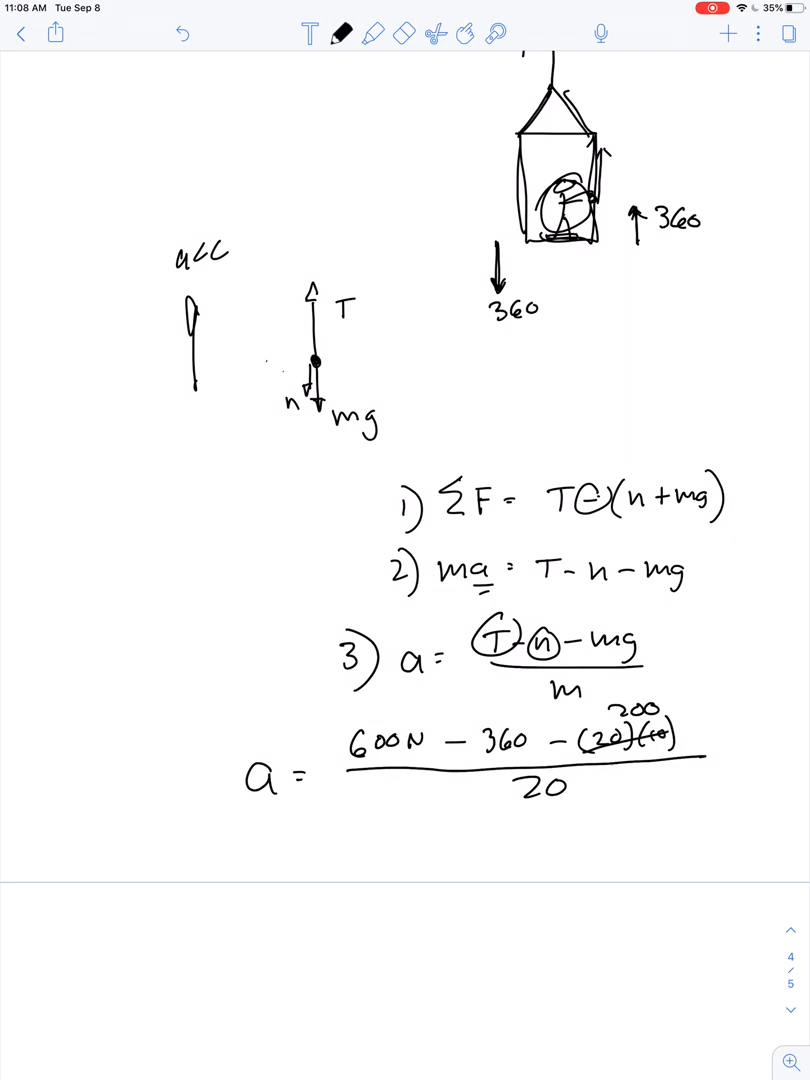 11:08 AM Tue Sep 8
35%
T
360
360
acc
T
n
mg
1) ΣF = T-(n+mg)
2) ma = T-n-mg
3) a = T-n-mg
m
200
a = 600N - 360 - (20)(10)
20
4
/
5